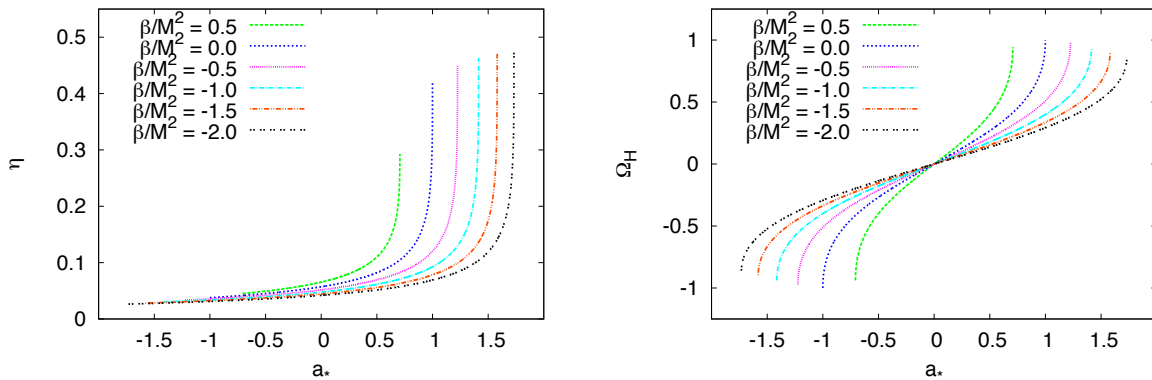 β/M² = 0.5
β/M² = 0.0
β/M² = -0.5
β/M² = -1.0
β/M² = -1.5
β/M² = -2.0
0.5
0.4
0.3
0.2
0.1
0
η
-1.5 -1 -0.5 0 0.5 1 1.5
a⋆
β/M² = 0.5
β/M² = 0.0
β/M² = -0.5
β/M² = -1.0
β/M² = -1.5
β/M² = -2.0
1
0.5
0
-0.5
-1
Ω_H
-1.5 -1 -0.5 0 0.5 1 1.5
a⋆